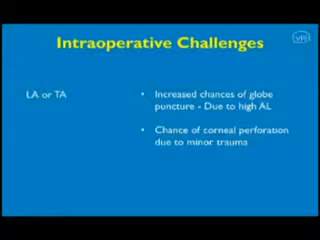 Intraoperative Challenges
VPS
LA or TA
• Increased chances of globe
puncture - Due to high AL
• Chance of corneal perforation
due to minor trauma